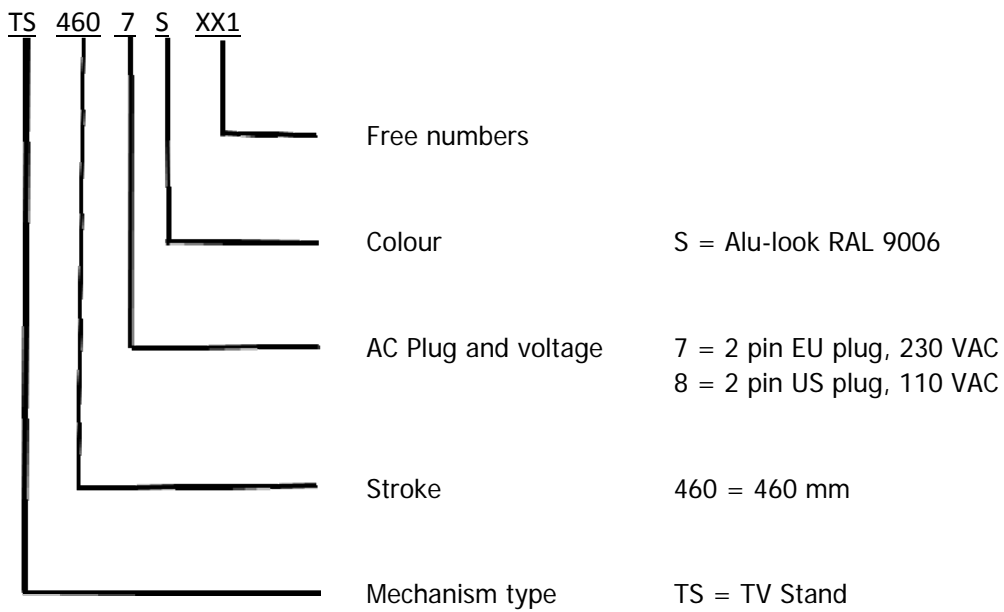 TS 460 7 S XX1
Free numbers
Colour S = Alu-look RAL 9006
AC Plug and voltage 7 = 2 pin EU plug, 230 VAC
8 = 2 pin US plug, 110 VAC
Stroke 460 = 460 mm
Mechanism type TS = TV Stand